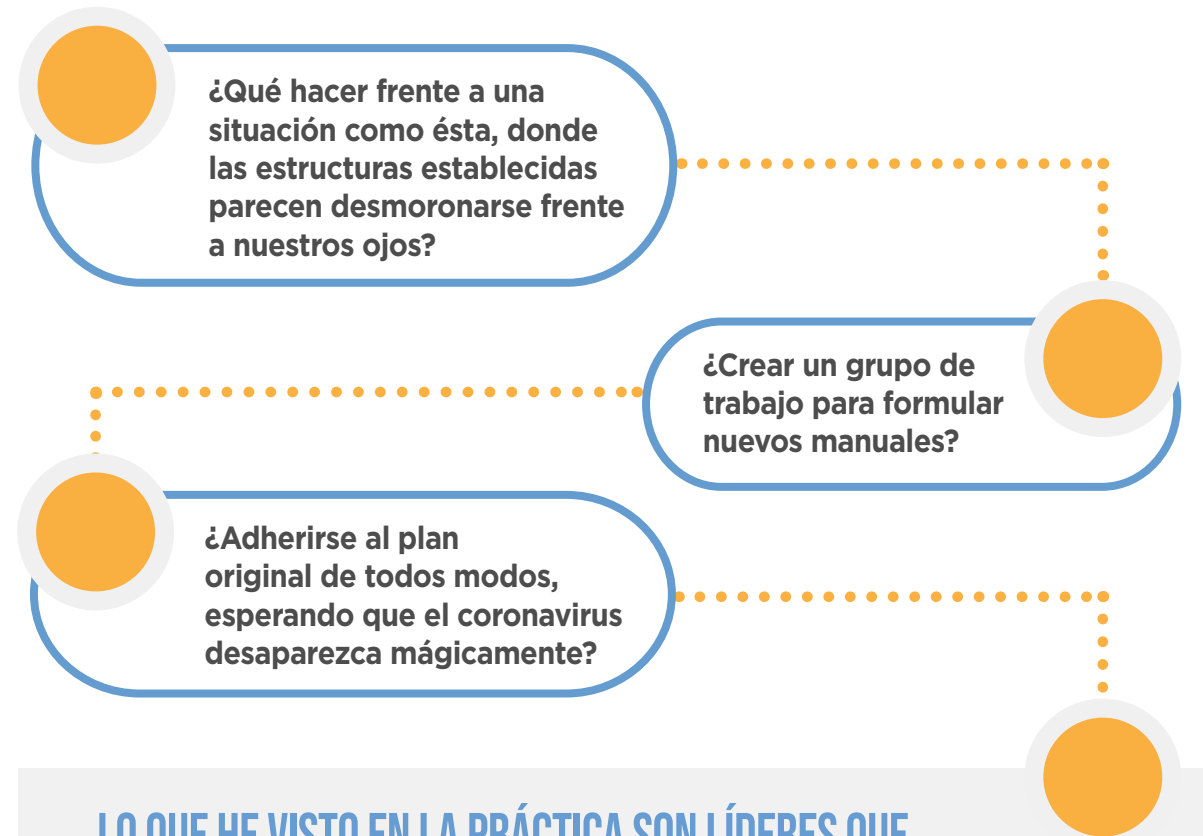 ¿Qué hacer frente a una
situación como ésta, donde
las estructuras establecidas
parecen desmoronarse frente
a nuestros ojos?
¿Crear un grupo de
trabajo para formular
nuevos manuales?
¿Adherirse al plan
original de todos modos,
esperando que el coronavirus
desaparezca mágicamente?
LO QUE HE VISTO EN LA PRÁCTICA SON LÍDERES QUE